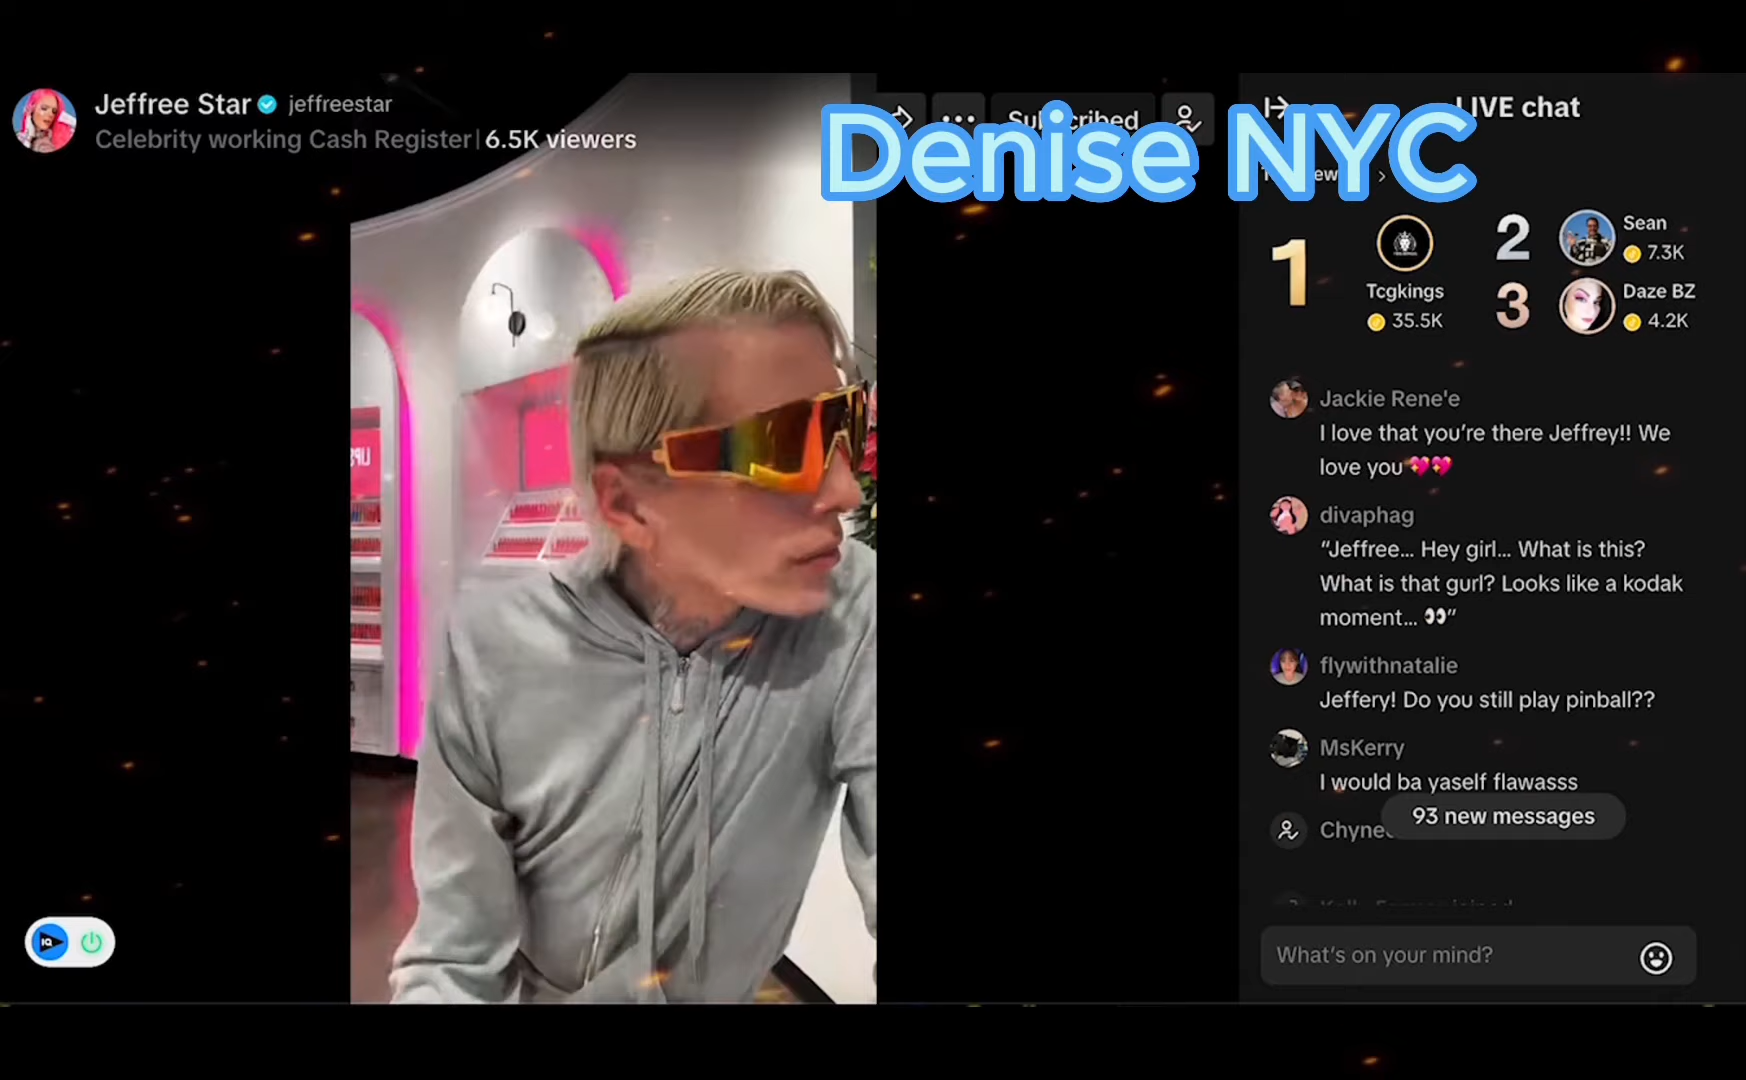 Jeffree Star jeffreestar
Celebrity working Cash Register | 6.5K viewers
Denise NYC
LIVE chat
1
Tcgkings
35.5K
2
Sean
7.3K
3
Daze BZ
4.2K
Jackie Rene'e
I love that you’re there Jeffrey!! We
love you💖💖
divaphag
“Jeffree... Hey girl... What is this?
What is that gurl? Looks like a kodak
moment... 👀”
flywithnatalie
Jeffery! Do you still play pinball??
MsKerry
I would ba yaself flawasss
93 new messages
What's on your mind?
IQ